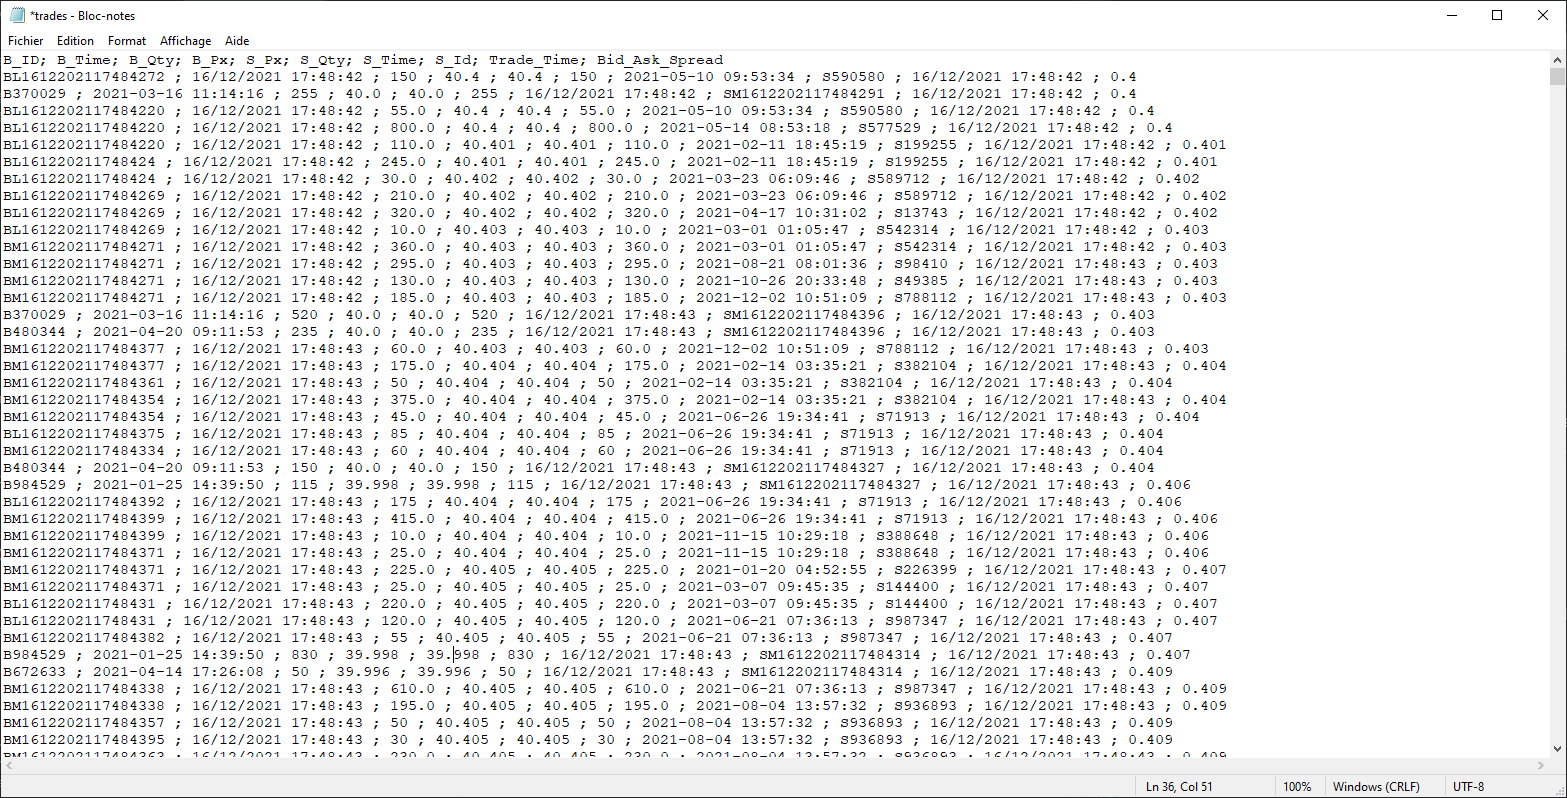 *trades - Bloc-notes
Fichier Edition Format Affichage Aide
B_ID; B_Time; B_Qty; B_Px; S_Px; S_Qty; S_Time; S_Id; Trade_Time; Bid_Ask_Spread
BL1612202117484272 ; 16/12/2021 17:48:42 ; 150 ; 40.4 ; 40.4 ; 150 ; 2021-05-10 09:53:34 ; S590580 ; 16/12/2021 17:48:42 ; 0.4
B370029 ; 2021-03-16 11:14:16 ; 255 ; 40.0 ; 40.0 ; 255 ; 16/12/2021 17:48:42 ; SM1612202117484291 ; 16/12/2021 17:48:42 ; 0.4
BL1612202117484220 ; 16/12/2021 17:48:42 ; 55.0 ; 40.4 ; 40.4 ; 55.0 ; 2021-05-10 09:53:34 ; S590580 ; 16/12/2021 17:48:42 ; 0.4
BL1612202117484220 ; 16/12/2021 17:48:42 ; 800.0 ; 40.4 ; 40.4 ; 800.0 ; 2021-05-14 08:53:18 ; S577529 ; 16/12/2021 17:48:42 ; 0.4
BL1612202117484220 ; 16/12/2021 17:48:42 ; 110.0 ; 40.401 ; 40.401 ; 110.0 ; 2021-02-11 18:45:19 ; S199255 ; 16/12/2021 17:48:42 ; 0.401
BL161220211748424 ; 16/12/2021 17:48:42 ; 245.0 ; 40.401 ; 40.401 ; 245.0 ; 2021-02-11 18:45:19 ; S199255 ; 16/12/2021 17:48:42 ; 0.401
BL161220211748424 ; 16/12/2021 17:48:42 ; 30.0 ; 40.402 ; 40.402 ; 30.0 ; 2021-03-23 06:09:46 ; S589712 ; 16/12/2021 17:48:42 ; 0.402
BL1612202117484269 ; 16/12/2021 17:48:42 ; 210.0 ; 40.402 ; 40.402 ; 210.0 ; 2021-03-23 06:09:46 ; S589712 ; 16/12/2021 17:48:42 ; 0.402
BL1612202117484269 ; 16/12/2021 17:48:42 ; 320.0 ; 40.402 ; 40.402 ; 320.0 ; 2021-04-17 10:31:02 ; S13743 ; 16/12/2021 17:48:42 ; 0.402
BL1612202117484269 ; 16/12/2021 17:48:42 ; 10.0 ; 40.403 ; 40.403 ; 10.0 ; 2021-03-01 01:05:47 ; S542314 ; 16/12/2021 17:48:42 ; 0.403
BM1612202117484271 ; 16/12/2021 17:48:42 ; 360.0 ; 40.403 ; 40.403 ; 360.0 ; 2021-03-01 01:05:47 ; S542314 ; 16/12/2021 17:48:42 ; 0.403
BM1612202117484271 ; 16/12/2021 17:48:42 ; 295.0 ; 40.403 ; 40.403 ; 295.0 ; 2021-08-21 08:01:36 ; S98410 ; 16/12/2021 17:48:43 ; 0.403
BM1612202117484271 ; 16/12/2021 17:48:42 ; 130.0 ; 40.403 ; 40.403 ; 130.0 ; 2021-10-26 20:33:48 ; S49385 ; 16/12/2021 17:48:43 ; 0.403
BM1612202117484271 ; 16/12/2021 17:48:42 ; 185.0 ; 40.403 ; 40.403 ; 185.0 ; 2021-12-02 10:51:09 ; S788112 ; 16/12/2021 17:48:43 ; 0.403
B370029 ; 2021-03-16 11:14:16 ; 520 ; 40.0 ; 40.0 ; 520 ; 16/12/2021 17:48:43 ; SM1612202117484396 ; 16/12/2021 17:48:43 ; 0.403
B480344 ; 2021-04-20 09:11:53 ; 235 ; 40.0 ; 40.0 ; 235 ; 16/12/2021 17:48:43 ; SM1612202117484396 ; 16/12/2021 17:48:43 ; 0.403
BM1612202117484377 ; 16/12/2021 17:48:43 ; 60.0 ; 40.403 ; 40.403 ; 60.0 ; 2021-12-02 10:51:09 ; S788112 ; 16/12/2021 17:48:43 ; 0.403
BM1612202117484377 ; 16/12/2021 17:48:43 ; 175.0 ; 40.404 ; 40.404 ; 175.0 ; 2021-02-14 03:35:21 ; S382104 ; 16/12/2021 17:48:43 ; 0.404
BM1612202117484361 ; 16/12/2021 17:48:43 ; 50 ; 40.404 ; 40.404 ; 50 ; 2021-02-14 03:35:21 ; S382104 ; 16/12/2021 17:48:43 ; 0.404
BM1612202117484354 ; 16/12/2021 17:48:43 ; 375.0 ; 40.404 ; 40.404 ; 375.0 ; 2021-02-14 03:35:21 ; S382104 ; 16/12/2021 17:48:43 ; 0.404
BM1612202117484354 ; 16/12/2021 17:48:43 ; 45.0 ; 40.404 ; 40.404 ; 45.0 ; 2021-06-26 19:34:41 ; S71913 ; 16/12/2021 17:48:43 ; 0.404
BL1612202117484375 ; 16/12/2021 17:48:43 ; 85 ; 40.404 ; 40.404 ; 85 ; 2021-06-26 19:34:41 ; S71913 ; 16/12/2021 17:48:43 ; 0.404
BM1612202117484334 ; 16/12/2021 17:48:43 ; 60 ; 40.404 ; 40.404 ; 60 ; 2021-06-26 19:34:41 ; S71913 ; 16/12/2021 17:48:43 ; 0.404
B480344 ; 2021-04-20 09:11:53 ; 150 ; 40.0 ; 40.0 ; 150 ; 16/12/2021 17:48:43 ; SM1612202117484327 ; 16/12/2021 17:48:43 ; 0.404
B984529 ; 2021-01-25 14:39:50 ; 115 ; 39.998 ; 39.998 ; 115 ; 16/12/2021 17:48:43 ; SM1612202117484327 ; 16/12/2021 17:48:43 ; 0.406
BL1612202117484392 ; 16/12/2021 17:48:43 ; 175 ; 40.404 ; 40.404 ; 175 ; 2021-06-26 19:34:41 ; S71913 ; 16/12/2021 17:48:43 ; 0.406
BM1612202117484399 ; 16/12/2021 17:48:43 ; 415.0 ; 40.404 ; 40.404 ; 415.0 ; 2021-06-26 19:34:41 ; S71913 ; 16/12/2021 17:48:43 ; 0.406
BM1612202117484399 ; 16/12/2021 17:48:43 ; 10.0 ; 40.404 ; 40.404 ; 10.0 ; 2021-11-15 10:29:18 ; S388648 ; 16/12/2021 17:48:43 ; 0.406
BM1612202117484371 ; 16/12/2021 17:48:43 ; 25.0 ; 40.404 ; 40.404 ; 25.0 ; 2021-11-15 10:29:18 ; S388648 ; 16/12/2021 17:48:43 ; 0.406
BM1612202117484371 ; 16/12/2021 17:48:43 ; 225.0 ; 40.405 ; 40.405 ; 225.0 ; 2021-01-20 04:52:55 ; S226399 ; 16/12/2021 17:48:43 ; 0.407
BM1612202117484371 ; 16/12/2021 17:48:43 ; 25.0 ; 40.405 ; 40.405 ; 25.0 ; 2021-03-07 09:45:35 ; S144400 ; 16/12/2021 17:48:43 ; 0.407
BL161220211748431 ; 16/12/2021 17:48:43 ; 220.0 ; 40.405 ; 40.405 ; 220.0 ; 2021-03-07 09:45:35 ; S144400 ; 16/12/2021 17:48:43 ; 0.407
BL161220211748431 ; 16/12/2021 17:48:43 ; 120.0 ; 40.405 ; 40.405 ; 120.0 ; 2021-06-21 07:36:13 ; S987347 ; 16/12/2021 17:48:43 ; 0.407
BM1612202117484382 ; 16/12/2021 17:48:43 ; 55 ; 40.405 ; 40.405 ; 55 ; 2021-06-21 07:36:13 ; S987347 ; 16/12/2021 17:48:43 ; 0.407
B984529 ; 2021-01-25 14:39:50 ; 830 ; 39.998 ; 39.998 ; 830 ; 16/12/2021 17:48:43 ; SM1612202117484314 ; 16/12/2021 17:48:43 ; 0.407
B672633 ; 2021-04-14 17:26:08 ; 50 ; 39.996 ; 39.996 ; 50 ; 16/12/2021 17:48:43 ; SM1612202117484314 ; 16/12/2021 17:48:43 ; 0.409
BM1612202117484338 ; 16/12/2021 17:48:43 ; 610.0 ; 40.405 ; 40.405 ; 610.0 ; 2021-06-21 07:36:13 ; S987347 ; 16/12/2021 17:48:43 ; 0.409
BM1612202117484338 ; 16/12/2021 17:48:43 ; 195.0 ; 40.405 ; 40.405 ; 195.0 ; 2021-08-04 13:57:32 ; S936893 ; 16/12/2021 17:48:43 ; 0.409
BM1612202117484357 ; 16/12/2021 17:48:43 ; 50 ; 40.405 ; 40.405 ; 50 ; 2021-08-04 13:57:32 ; S936893 ; 16/12/2021 17:48:43 ; 0.409
BM1612202117484395 ; 16/12/2021 17:48:43 ; 30 ; 40.405 ; 40.405 ; 30 ; 2021-08-04 13:57:32 ; S936893 ; 16/12/2021 17:48:43 ; 0.409
BM1612202117484363 ; 16/12/2021 17:48:43 ; 230.0 ; 40.405 ; 40.405 ; 230.0 ; 2021-08-04 13:57:32 ; S936893 ; 16/12/2021 17:48:43 ; 0.409
Ln 36, Col 51 100% Windows (CRLF) UTF-8